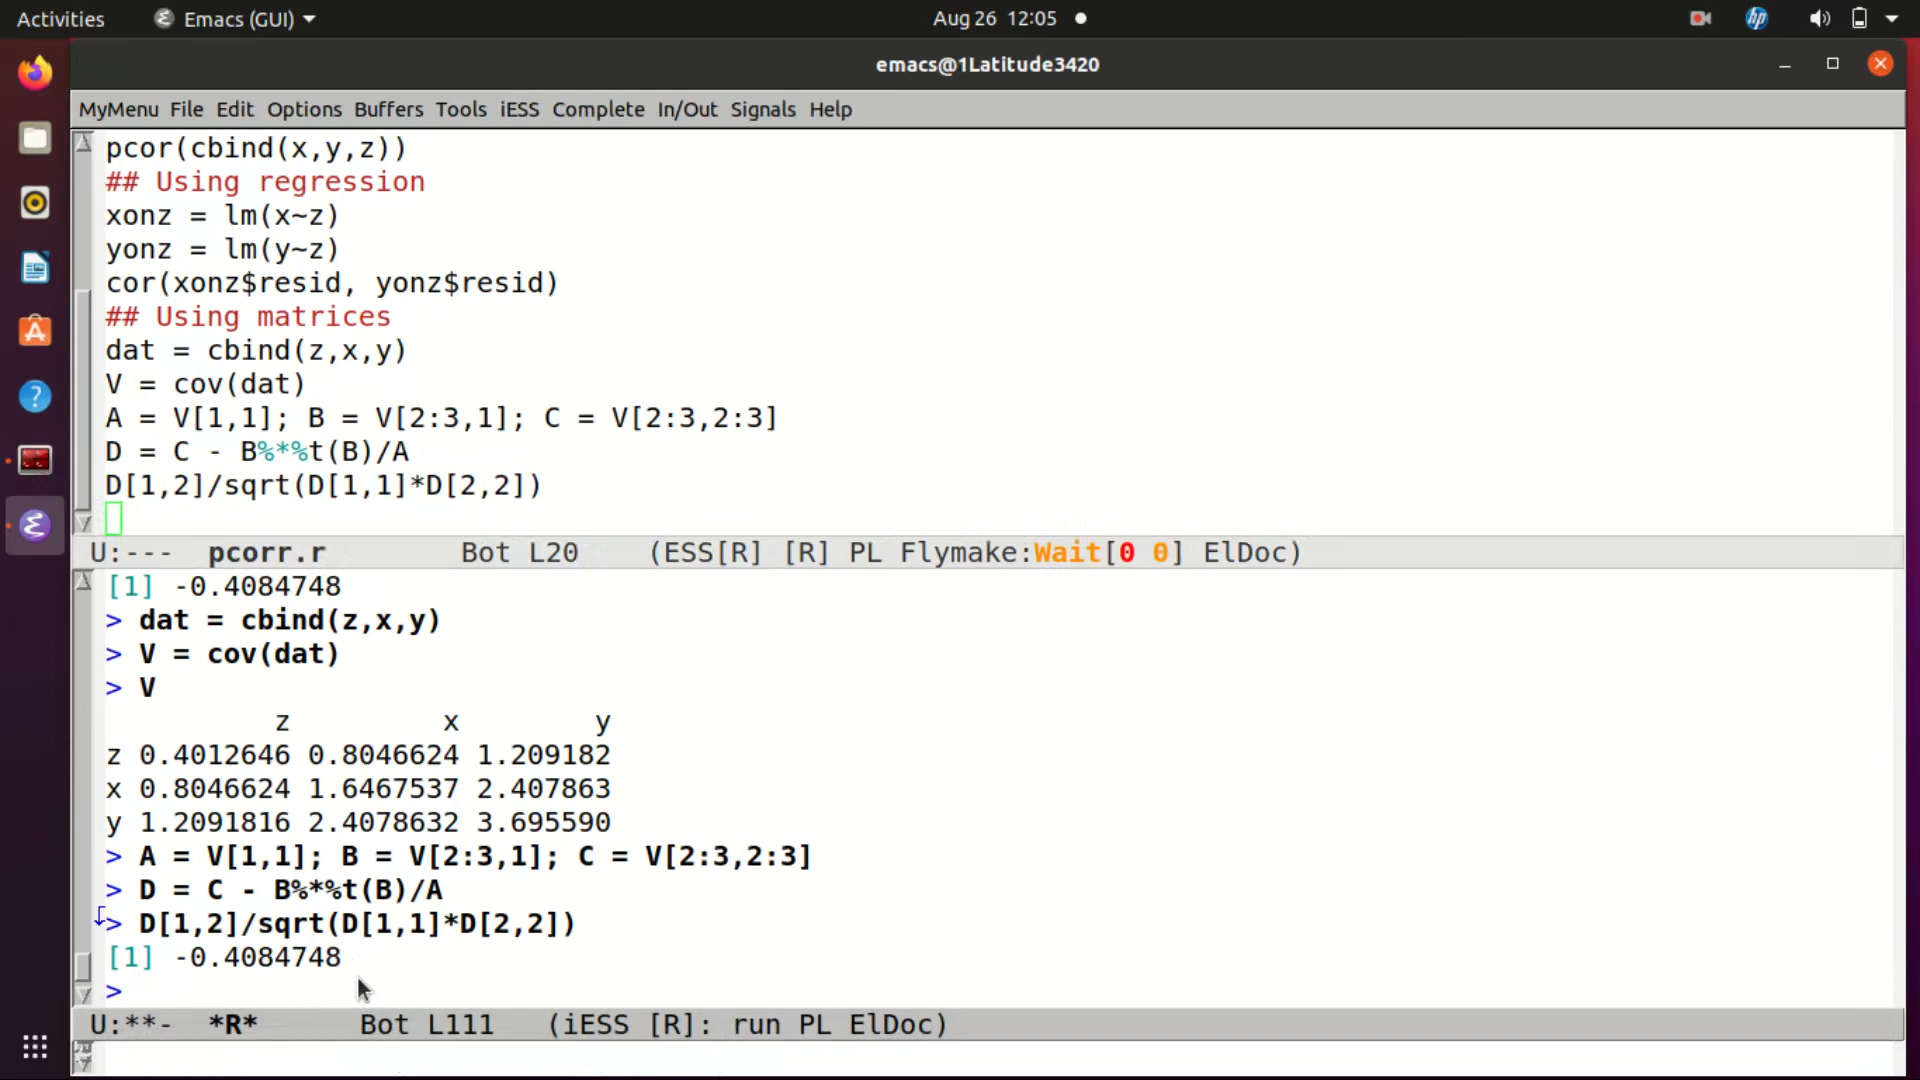 Activities Emacs (GUI) Aug 26 12:05
emacs@1Latitude3420
MyMenu File Edit Options Buffers Tools iESS Complete In/Out Signals Help
pcor(cbind(x,y,z))
## Using regression
xonz = lm(x~z)
yonz = lm(y~z)
cor(xonz$resid, yonz$resid)
## Using matrices
dat = cbind(z,x,y)
V = cov(dat)
A = V[1,1]; B = V[2:3,1]; C = V[2:3,2:3]
D = C - B%*%t(B)/A
D[1,2]/sqrt(D[1,1]*D[2,2])
U:--- pcorr.r Bot L20 (ESS[R] [R] PL Flymake:Wait[0 0] ElDoc)
[1] -0.4084748
> dat = cbind(z,x,y)
> V = cov(dat)
> V
z x y
z 0.4012646 0.8046624 1.209182
x 0.8046624 1.6467537 2.407863
y 1.2091816 2.4078632 3.695590
> A = V[1,1]; B = V[2:3,1]; C = V[2:3,2:3]
> D = C - B%*%t(B)/A
> D[1,2]/sqrt(D[1,1]*D[2,2])
[1] -0.4084748
>
U:**- *R* Bot L111 (iESS [R]: run PL ElDoc)